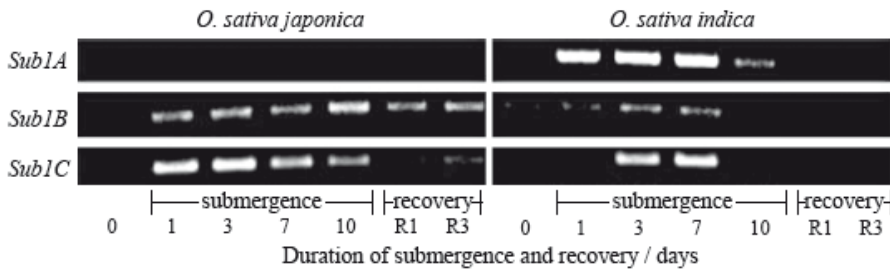 O. sativa japonica O. sativa indica
Sub1A
Sub1B
Sub1C
submergence recovery submergence recovery
0 1 3 7 10 R1 R3 0 1 3 7 10 R1 R3
Duration of submergence and recovery / days